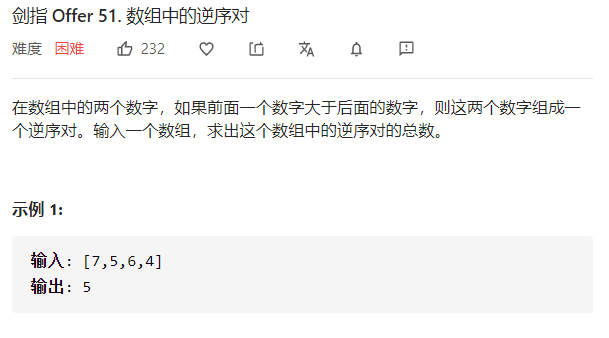 剑指 Offer 51. 数组中的逆序对
难度 困难 232
在数组中的两个数字，如果前面一个数字大于后面的数字，则这两个数字组成一
个逆序对。输入一个数组，求出这个数组中的逆序对的总数。
示例 1:
输入: [7,5,6,4]
输出: 5